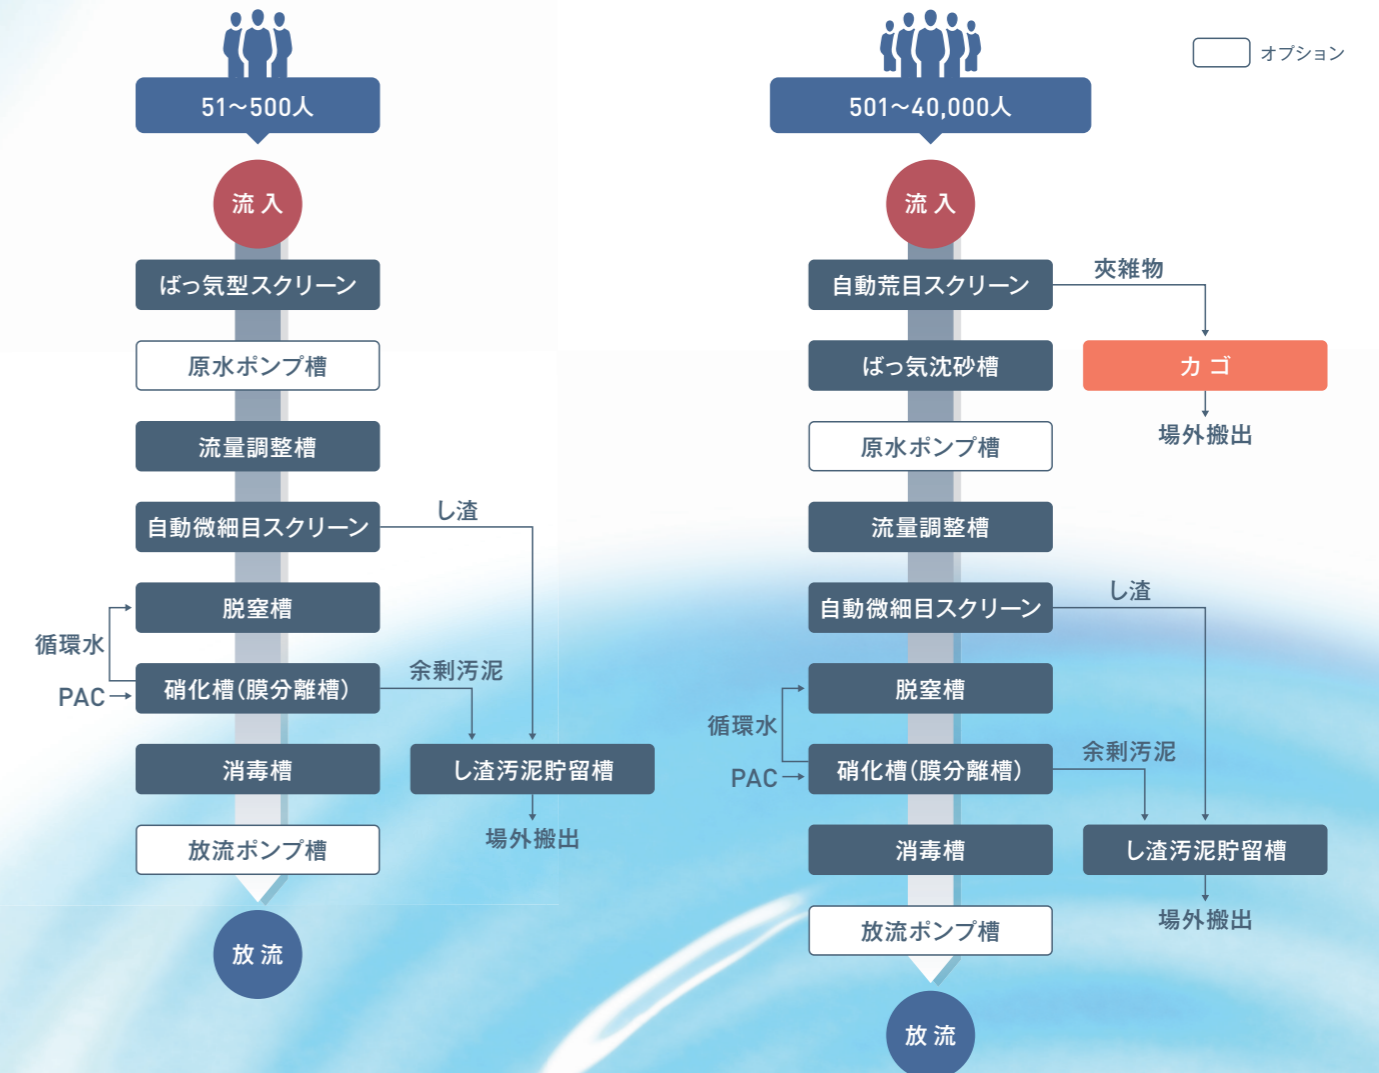 51～500人
流入
ばっ気型スクリーン
原水ポンプ槽
流量調整槽
自動微細目スクリーン
し渣
脱窒槽
循環水
硝化槽(膜分離槽)
余剰汚泥
PAC
消毒槽
し渣汚泥貯留槽
場外搬出
放流ポンプ槽
放流
オプション
501～40,000人
流入
自動荒目スクリーン
夾雑物
ばっ気沈砂槽
カゴ
場外搬出
原水ポンプ槽
流量調整槽
自動微細目スクリーン
し渣
脱窒槽
循環水
硝化槽(膜分離槽)
余剰汚泥
PAC
消毒槽
し渣汚泥貯留槽
場外搬出
放流ポンプ槽
放流